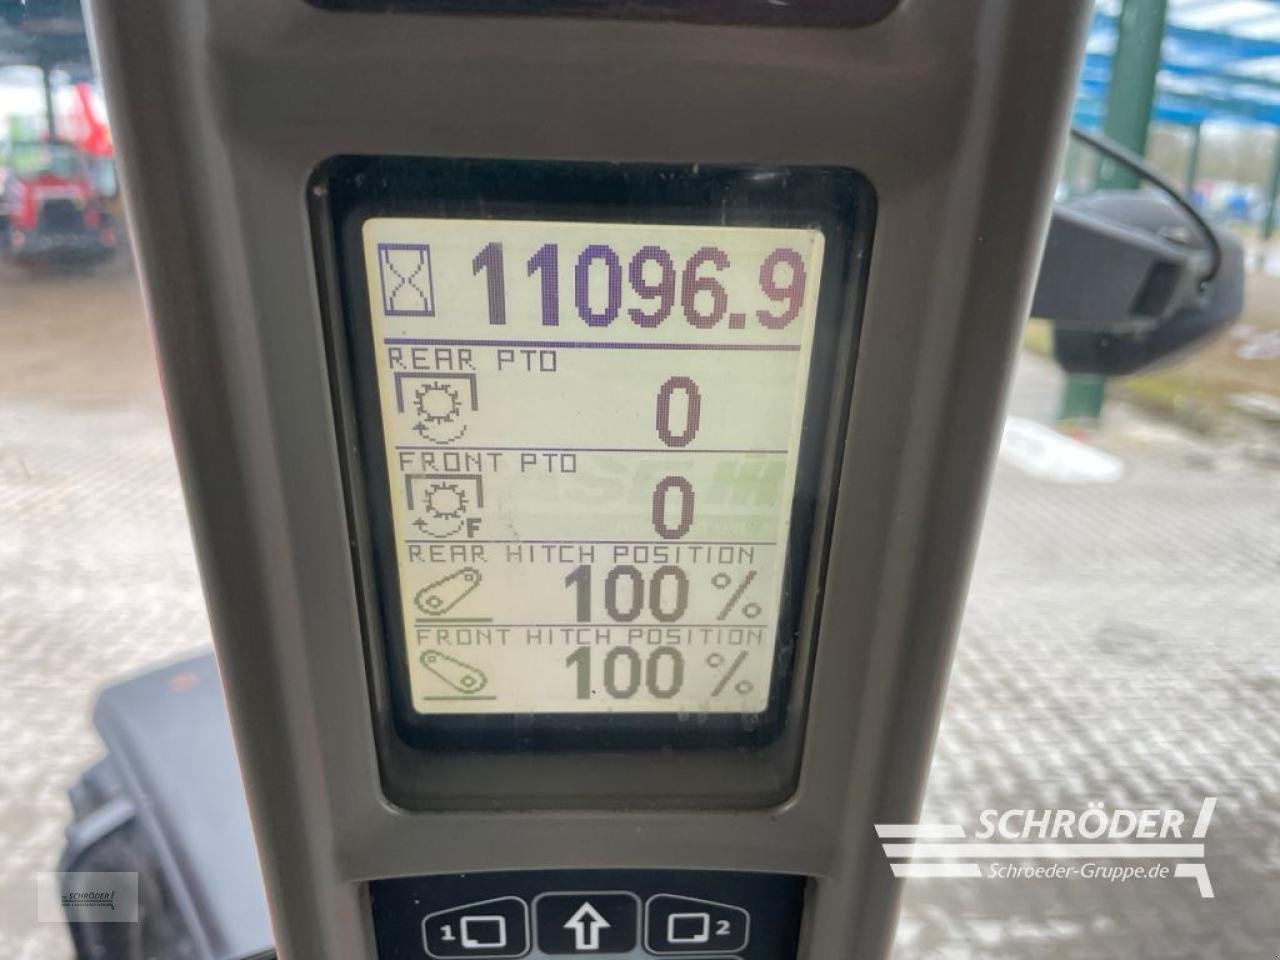 11096.9
REAR PTO
0
FRONT PTO
0
F
REAR HITCH POSITION
100 %
FRONT HITCH POSITION
100 %
1
2
SCHRÖDER
Schroeder-Gruppe.de
SCHRÖDER